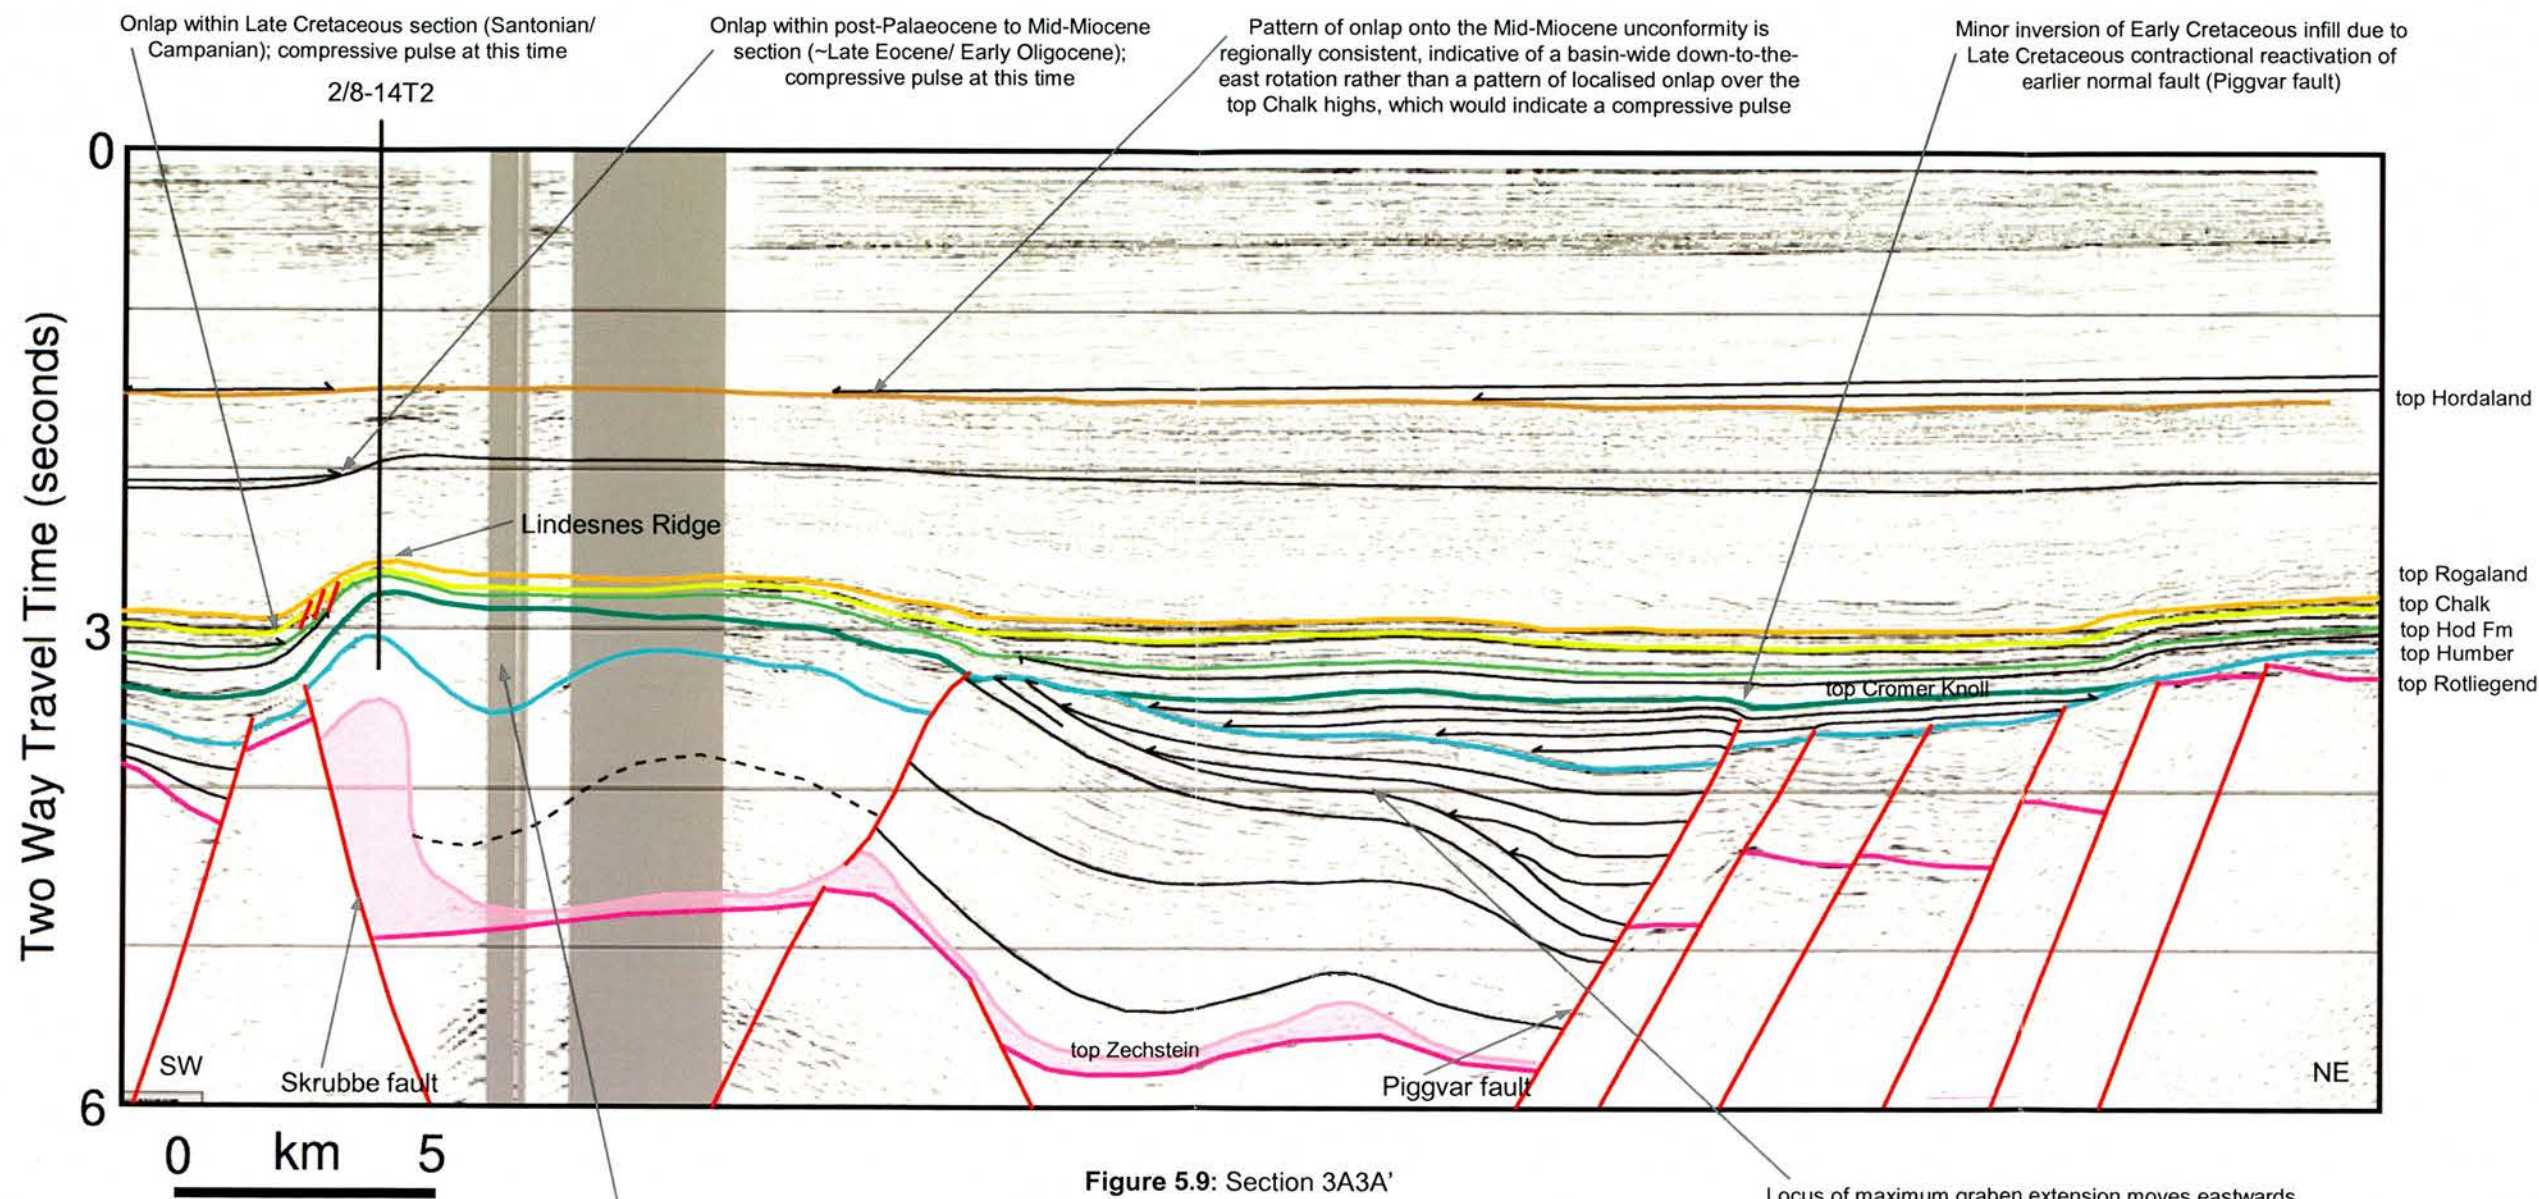 Onlap within Late Cretaceous section (Santonian/
Campanian); compressive pulse at this time
2/8-14T2
Onlap within post-Palaeocene to Mid-Miocene
section (~Late Eocene/ Early Oligocene);
compressive pulse at this time
Pattern of onlap onto the Mid-Miocene unconformity is
regionally consistent, indicative of a basin-wide down-to-the-
east rotation rather than a pattern of localised onlap over the
top Chalk highs, which would indicate a compressive pulse
Minor inversion of Early Cretaceous infill due to
Late Cretaceous contractional reactivation of
earlier normal fault (Piggvar fault)
0
3
6
Two Way Travel Time (seconds)
top Hordaland
Lindesnes Ridge
top Rogaland
top Chalk
top Hod Fm
top Humber
top Rotliegend
top Cromer Knoll
top Zechstein
SW
Skrubbe fault
Piggvar fault
NE
0 km 5
Figure 5.9: Section 3A3A'
Locus of maximum graben extension moves eastwards